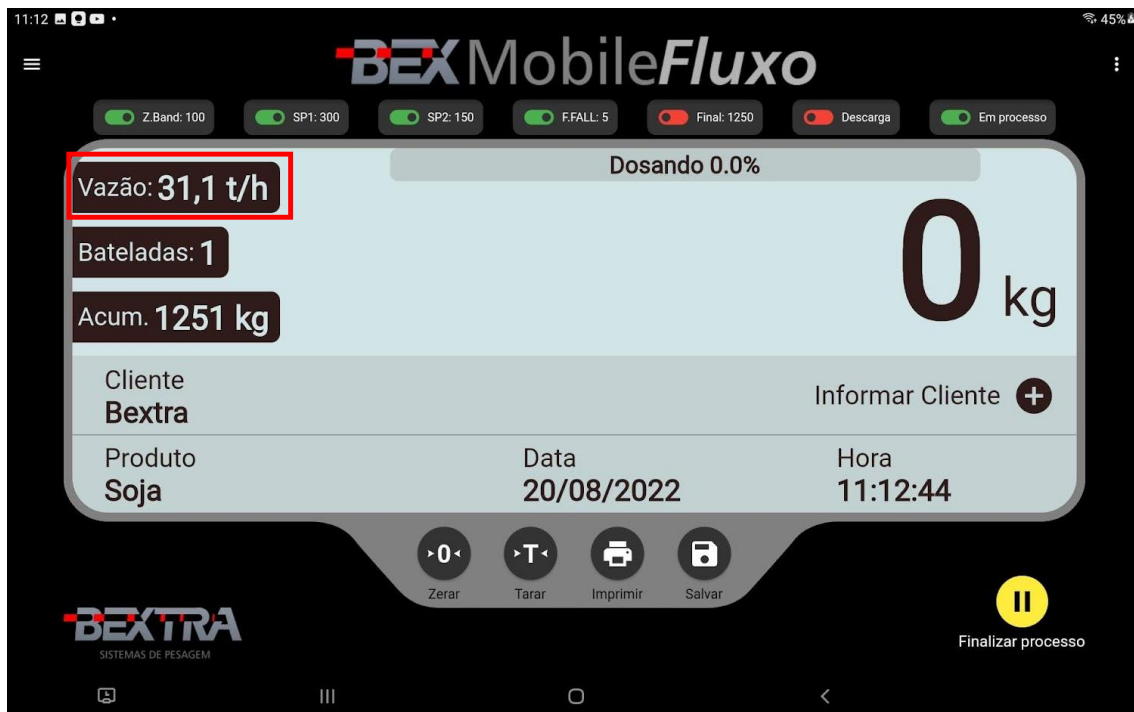 11:12
45%
BEX MobileFluxo
Z.Band: 100
SP1: 300
SP2: 150
F.FALL: 5
Final: 1250
Descarga
Em processo
Dosando 0.0%
Vazão: 31,1 t/h
Bateladas: 1
Acum. 1251 kg
0 kg
Cliente
Bextra
Informar Cliente
Produto
Soja
Data
20/08/2022
Hora
11:12:44
0
T
Zerar
Tarar
Imprimir
Salvar
BEXTRA
SISTEMAS DE PESAGEM
Finalizar processo